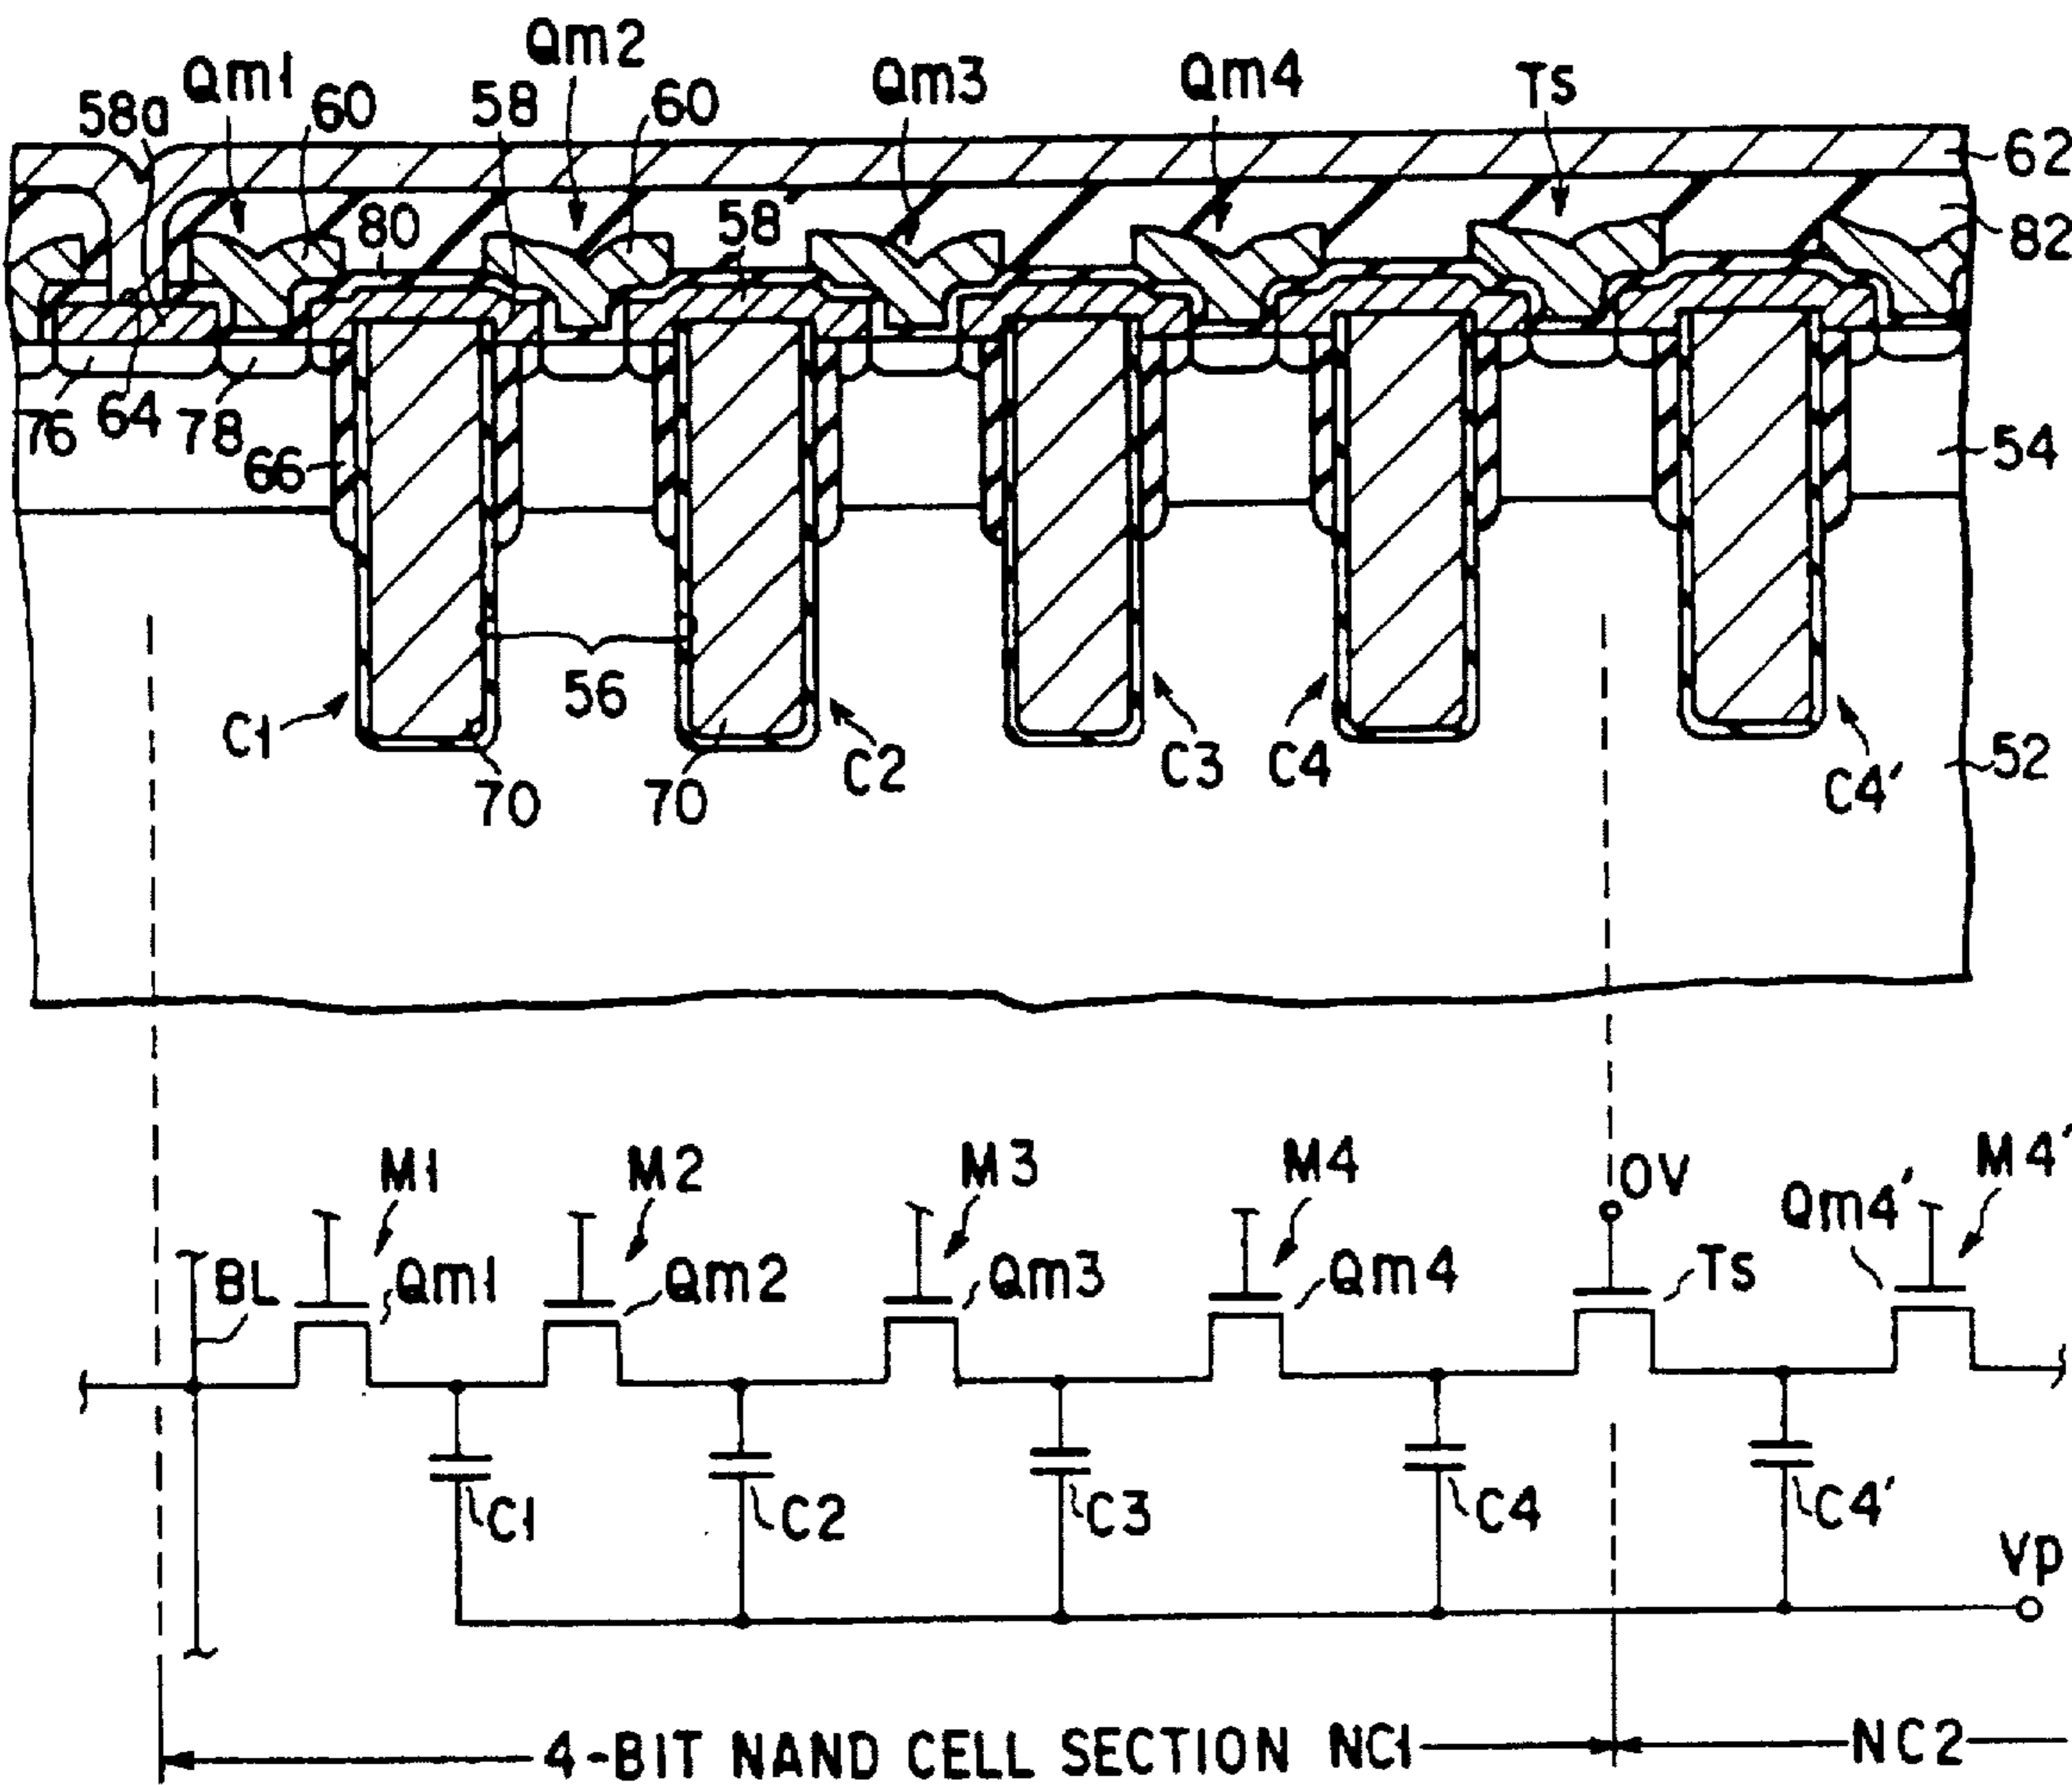 Qm1
Qm2
Qm3
Qm4
Ts
58a
60
58
60
62
80
58
82
76
64
78
66
54
56
C1
70
70
C2
C3
C4
C4'
52
M1
M2
M3
M4
0V
M4'
BL
Qm1
Qm2
Qm3
Qm4
Ts
Qm4'
C1
C2
C3
C4
C4'
Vp
4-BIT NAND CELL SECTION NC1
NC2